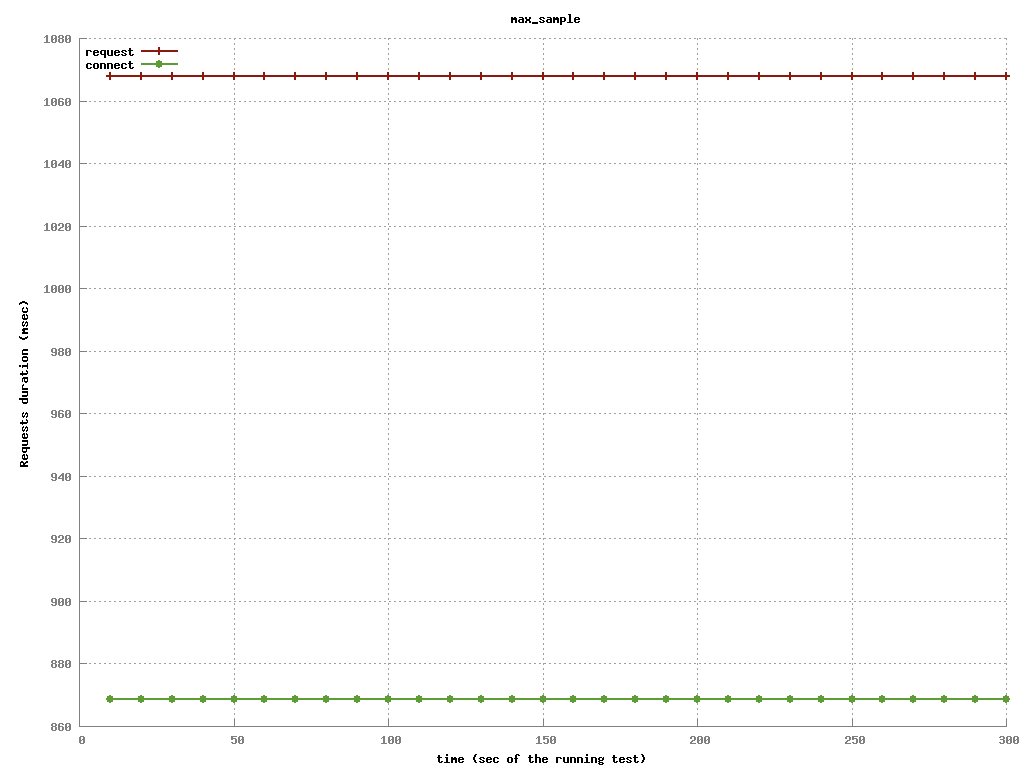 max_sample
1080
request
connect
1060
1040
1020
1000
980
960
940
920
900
880
860
Requests duration (msec)
0 50 100 150 200 250 300
time (sec of the running test)